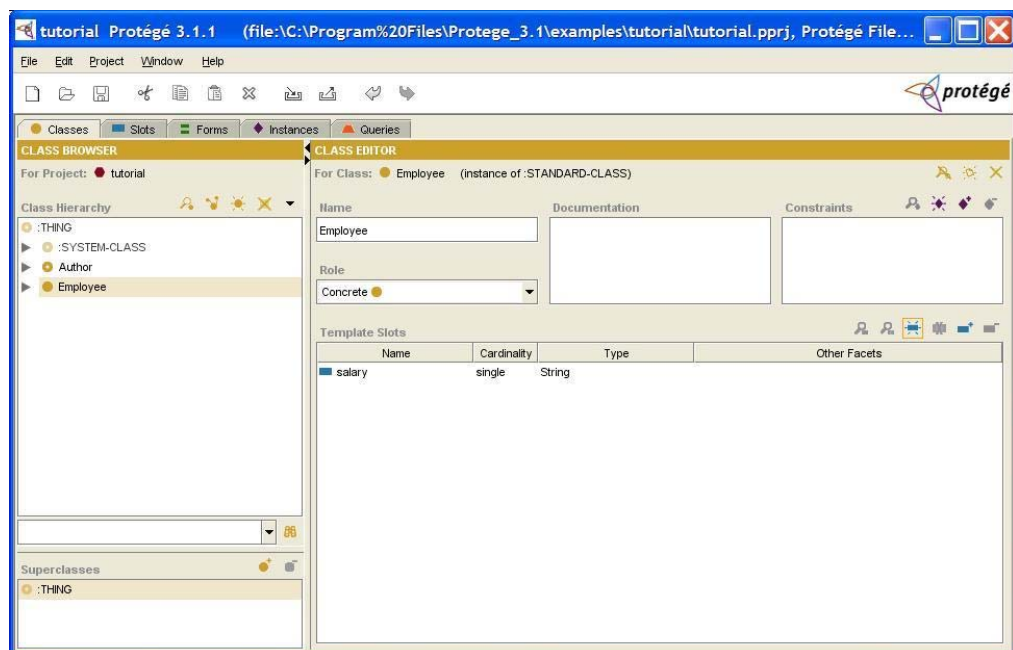 tutorial Protégé 3.1.1 (file:\C:\Program%20Files\Protege_3.1\examples\tutorial\tutorial.pprj, Protégé File...
File Edit Project Window Help
protégé
Classes Slots Forms Instances Queries
CLASS BROWSER
For Project: tutorial
Class Hierarchy
:THING
:SYSTEM-CLASS
Author
Employee
Superclasses
:THING
CLASS EDITOR
For Class: Employee (instance of :STANDARD-CLASS)
Name Documentation Constraints
Employee
Role
Concrete
Template Slots
Name Cardinality Type Other Facets
salary single String